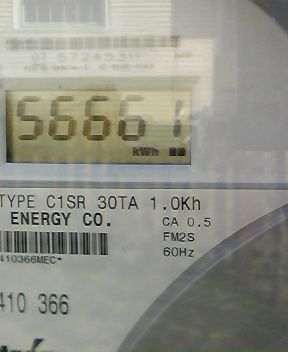 56661
kWh
TYPE C1SR 30TA 1.0Kh
ENERGY CO.
CA 0.5
FM2S
60Hz
410366MEC*
410 366